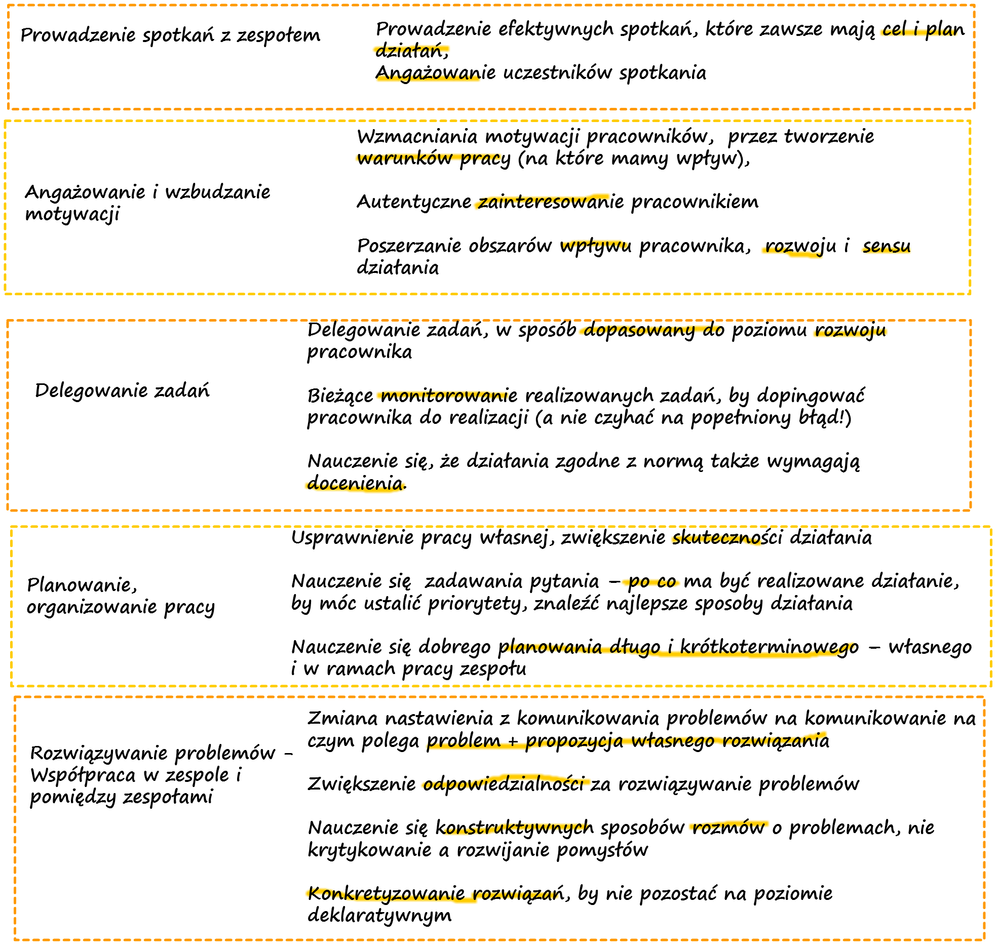 Prowadzenie spotkań z zespołem
Prowadzenie efektywnych spotkań, które zawsze mają cel i plan
działań,
Angażowanie uczestników spotkania
Angażowanie i wzbudzanie
motywacji
Wzmacniania motywacji pracowników, przez tworzenie
warunków pracy (na które mamy wpływ),
Autentyczne zainteresowanie pracownikiem
Poszerzanie obszarów wpływu pracownika, rozwoju i sensu
działania
Delegowanie zadań
Delegowanie zadań, w sposób dopasowany do poziomu rozwoju
pracownika
Bieżące monitorowanie realizowanych zadań, by dopingować
pracownika do realizacji (a nie czyhać na popełniony błąd!)
Nauczenie się, że działania zgodne z normą także wymagają
docenienia.
Planowanie,
organizowanie pracy
Usprawnienie pracy własnej, zwiększenie skuteczności działania
Nauczenie się zadawania pytania – po co ma być realizowane działanie,
by móc ustalić priorytety, znaleźć najlepsze sposoby działania
Nauczenie się dobrego planowania długo i krótkoterminowego – własnego
i w ramach pracy zespołu
Rozwiązywanie problemów -
Współpraca w zespole i
pomiędzy zespołami
Zmiana nastawienia z komunikowania problemów na komunikowanie na
czym polega problem + propozycja własnego rozwiązania
Zwiększenie odpowiedzialności za rozwiązywanie problemów
Nauczenie się konstruktywnych sposobów rozmów o problemach, nie
krytykowanie a rozwijanie pomysłów
Konkretyzowanie rozwiązań, by nie pozostać na poziomie
deklaratywnym